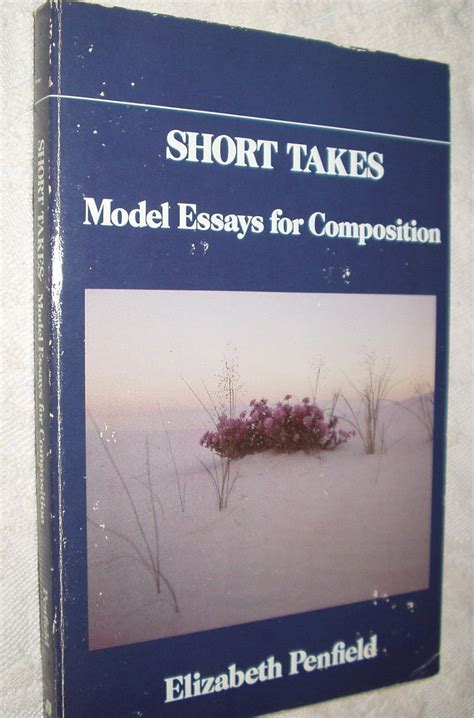 SHORT TAKES
Model Essays for Composition
Elizabeth Penfield
SHORT TAKES / Model Essays for Composition